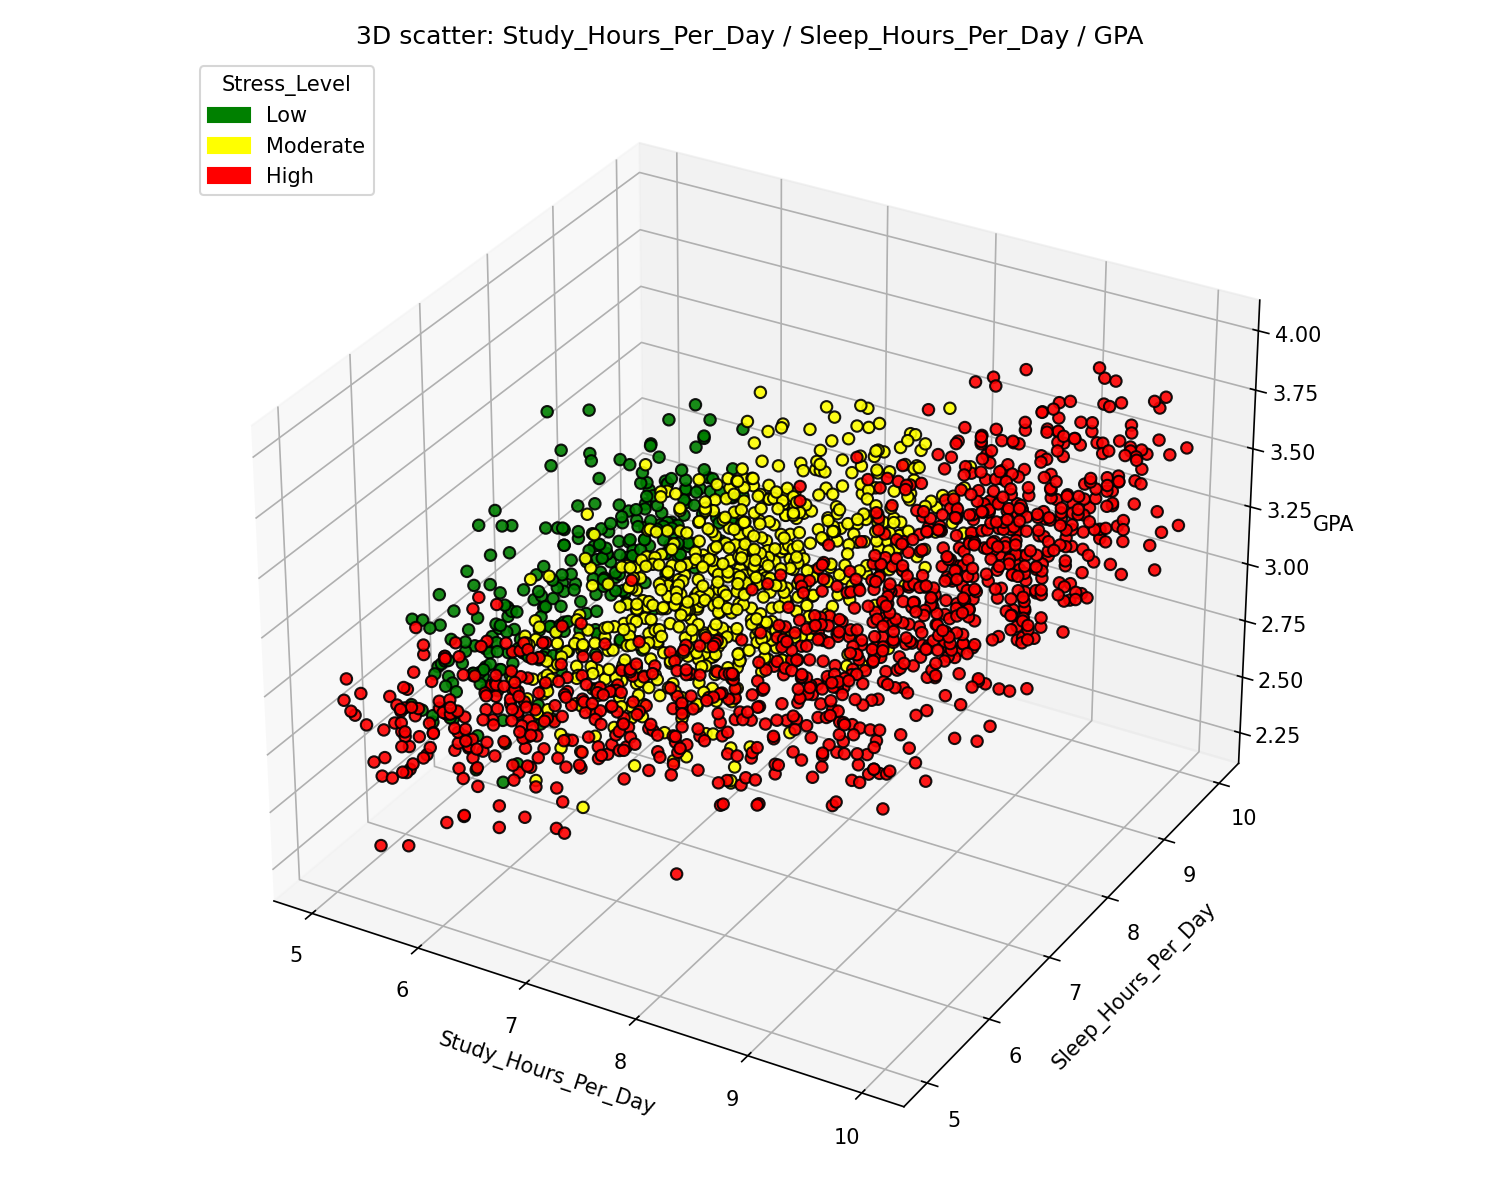 3D scatter: Study_Hours_Per_Day / Sleep_Hours_Per_Day / GPA
Stress_Level
Low
Moderate
High
4.00
3.75
3.50
3.25
GPA
3.00
2.75
2.50
2.25
10
9
8
7
6
5
Sleep_Hours_Per_Day
5
6
7
8
9
10
Study_Hours_Per_Day